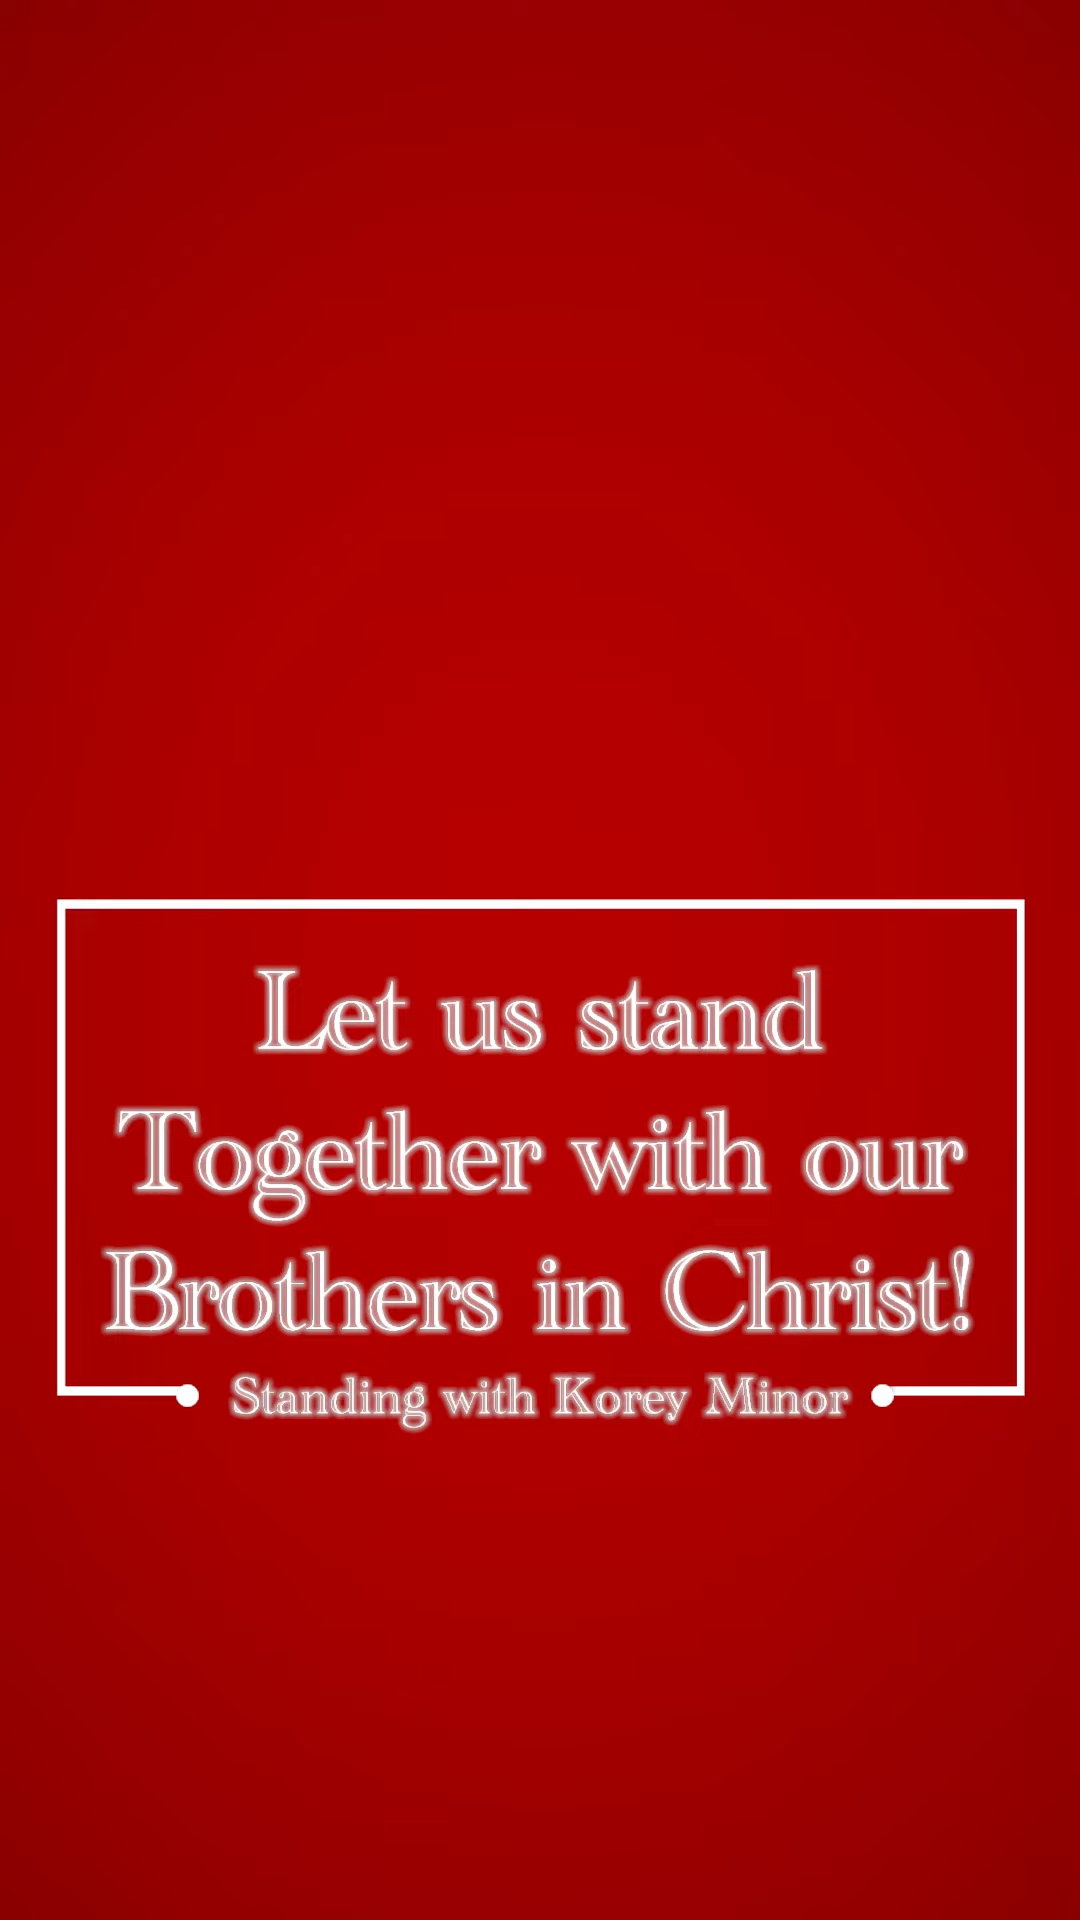 Let us stand
Together with our
Brothers in Christ!
Standing with Korey Minor